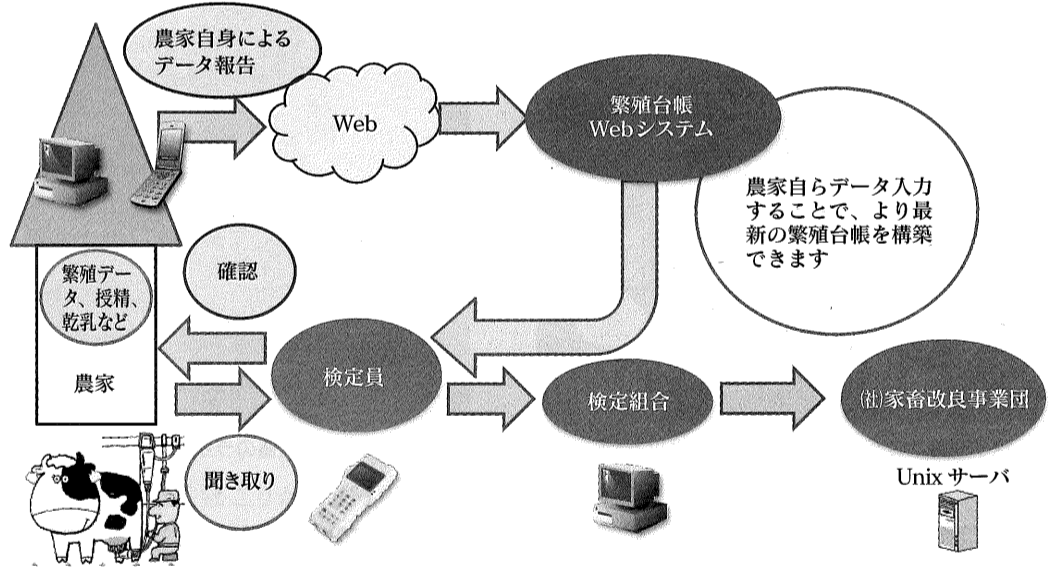 農家自身による
データ報告
Web
繁殖台帳
Webシステム
農家自らデータ入力
することで、より最
新の繁殖台帳を構築
できます
繁殖デー
タ、授精、
乾乳など
農家
確認
聞き取り
検定員
検定組合
(社)家畜改良事業団
Unix サーバ